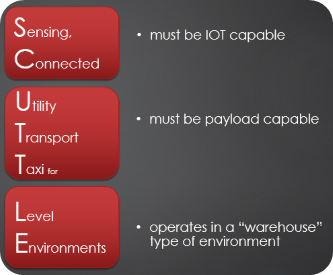 Sensing,
• must be IOT capable
Connected
Utility
• must be payload capable
Transport
Taxi for
Level
• operates in a “warehouse”
type of environment
Environments